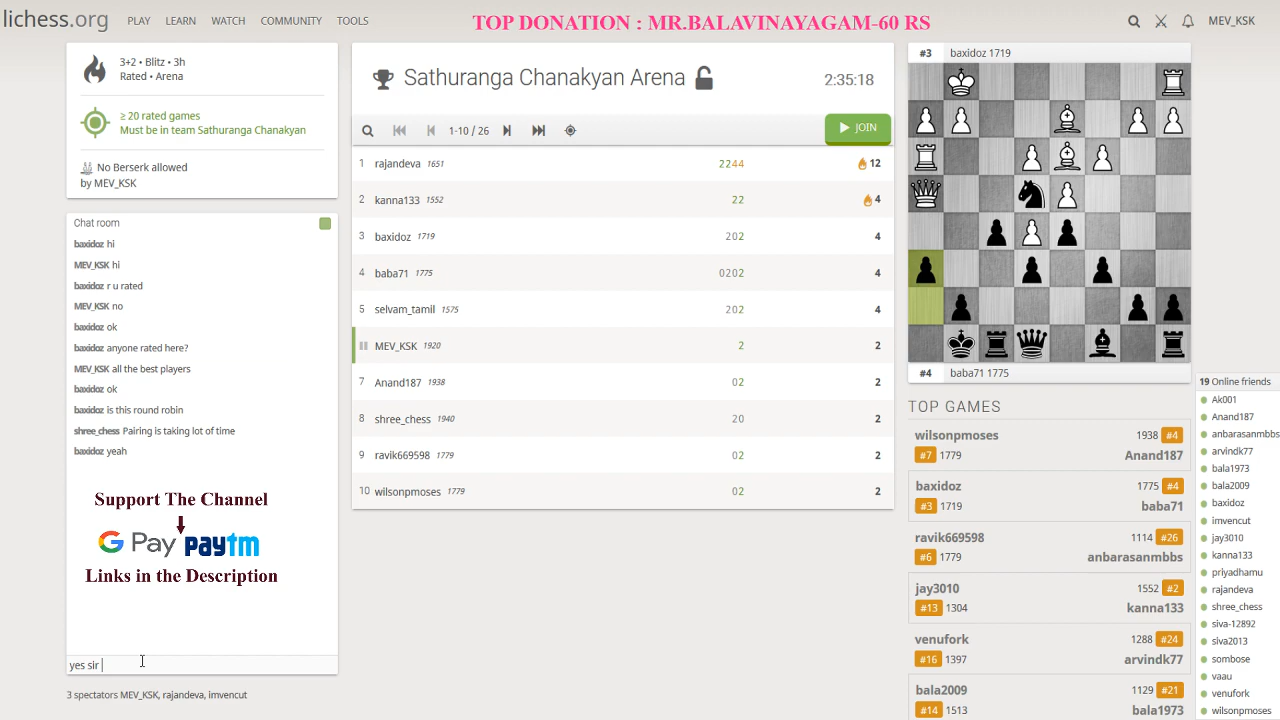 lichess.org PLAY LEARN WATCH COMMUNITY TOOLS
TOP DONATION : MR.BALAVINAYAGAM-60 RS
MEV_KSK
3+2 • Blitz • 3h
Rated • Arena
≥ 20 rated games
Must be in team Sathuranga Chanakyan
No Berserk allowed
by MEV_KSK
Chat room
baxidoz hi
MEV_KSK hi
baxidoz r u rated
MEV_KSK no
baxidoz ok
baxidoz anyone rated here?
MEV_KSK all the best players
baxidoz ok
baxidoz is this round robin
shree_chess Pairing is taking lot of time
baxidoz yeah
Support The Channel
G Pay paytm
Links in the Description
yes sir
3 spectators MEV_KSK, rajandeva, imvencut
Sathuranga Chanakyan Arena
2:35:18
1-10 / 26
JOIN
1 rajandeva 1651 2244 12
2 kanna133 1552 22 4
3 baxidoz 1719 202 4
4 baba71 1775 0202 4
5 selvam_tamil 1575 202 4
MEV_KSK 1920 2 2
7 Anand187 1938 02 2
8 shree_chess 1940 20 2
9 ravik669598 1779 02 2
10 wilsonpmoses 1779 02 2
#3 baxidoz 1719
#4 baba71 1775
TOP GAMES
wilsonpmoses 1938 #4
#7 1779 Anand187
baxidoz 1775 #4
#3 1719 baba71
ravik669598 1114 #26
#6 1779 anbarasanmbbs
jay3010 1552 #2
#13 1304 kanna133
venufork 1288 #24
#16 1397 arvindk77
bala2009 1129 #21
#14 1513 bala1973
19 Online friends
Ak001
Anand187
anbarasanmbbs
arvindk77
bala1973
bala2009
baxidoz
imvencut
jay3010
kanna133
priyadhamu
rajandeva
shree_chess
siva-12892
siva2013
sombose
vaau
venufork
wilsonpmoses